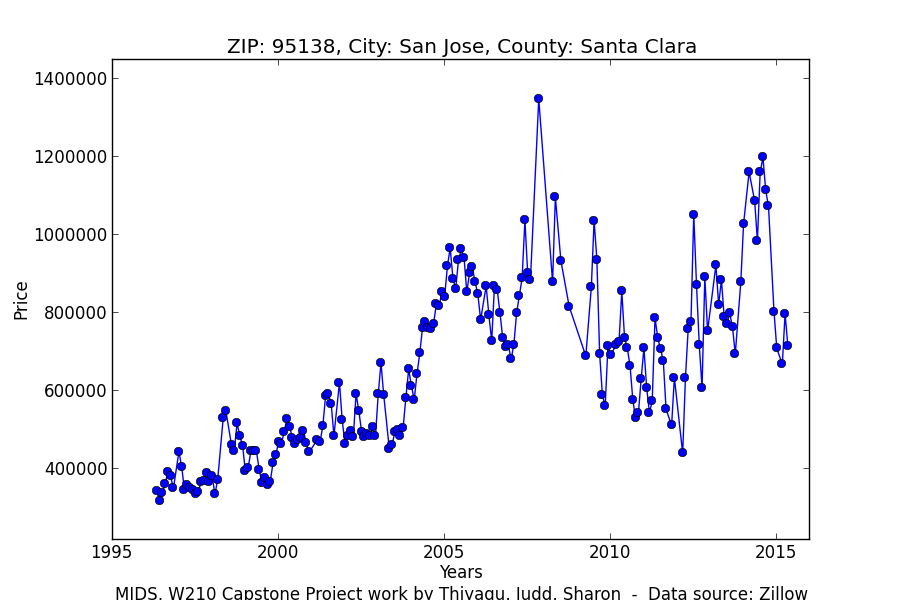 ZIP: 95138, City: San Jose, County: Santa Clara
1400000
1200000
1000000
800000
600000
400000
Price
1995 2000 2005 2010 2015
Years
MIDS, W210 Capstone Project work by Thiyagu, Judd, Sharon - Data source: Zillow